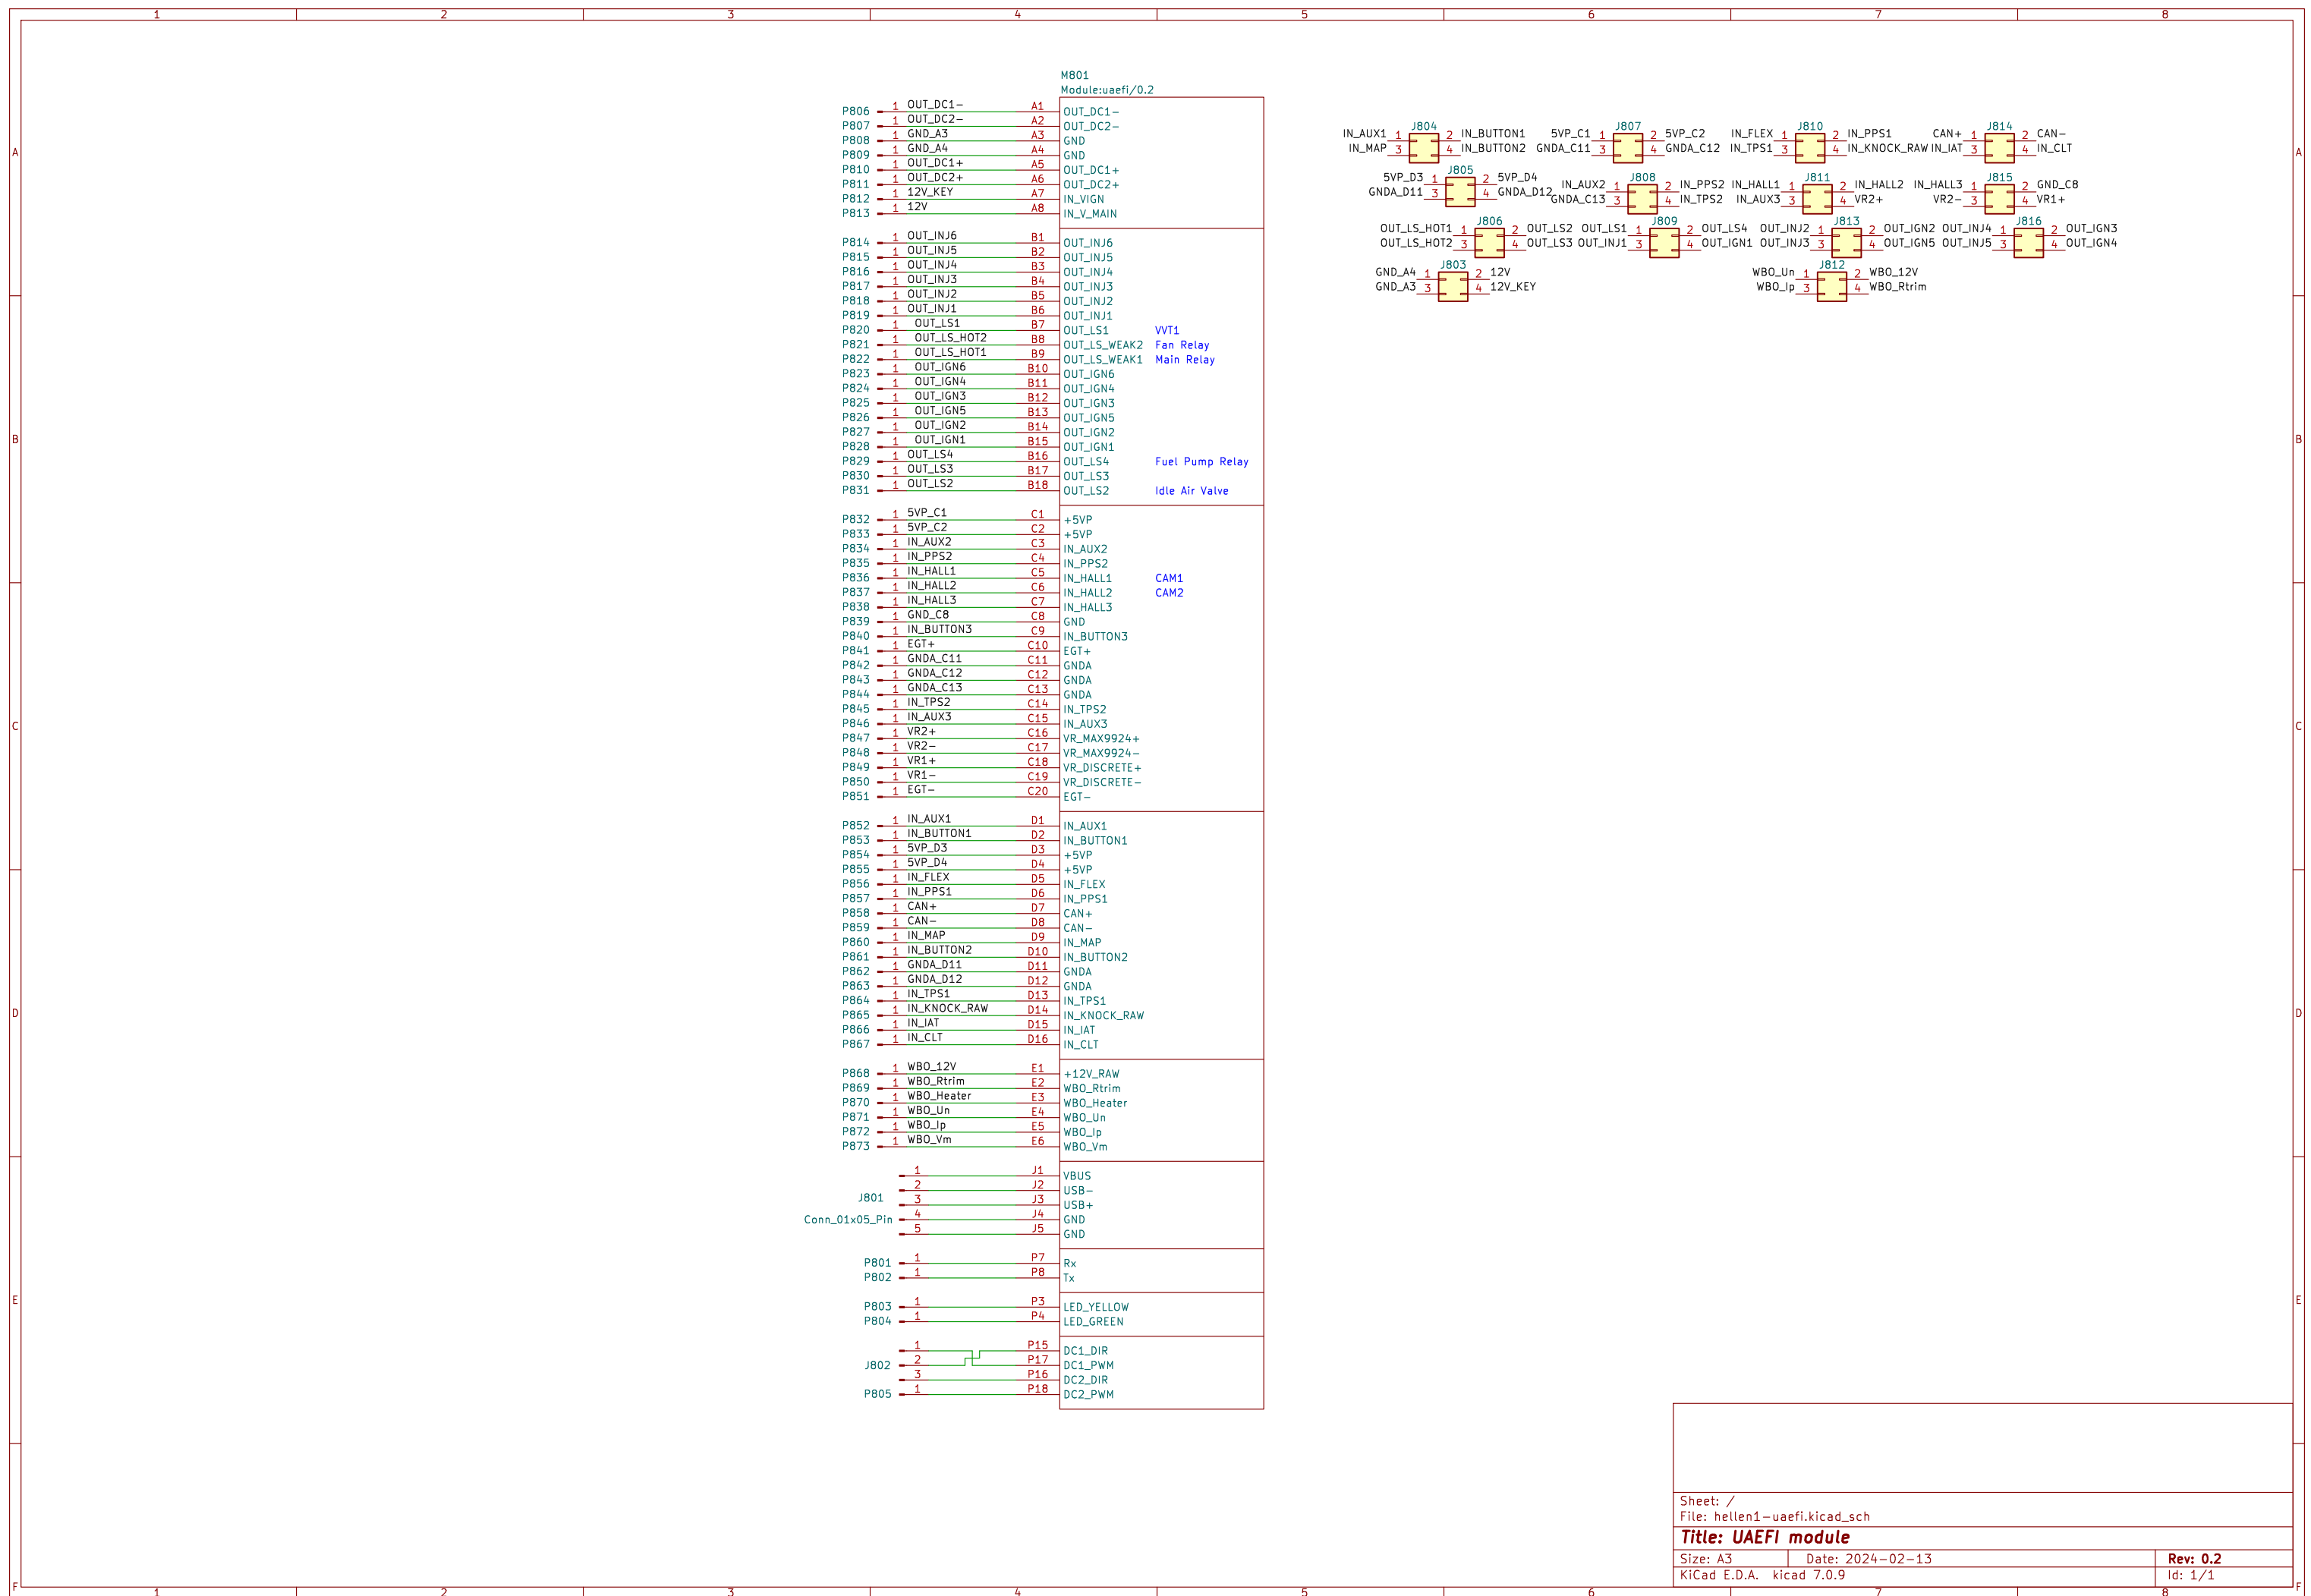 1 2 3 4 5 6 7 8
A A
B B
C C
D D
E E
F F
M801
Module:uaefi/0.2
P806 1 OUT_DC1- A1 OUT_DC1-
P807 1 OUT_DC2- A2 OUT_DC2-
P808 1 GND_A3 A3 GND
P809 1 GND_A4 A4 GND
P810 1 OUT_DC1+ A5 OUT_DC1+
P811 1 OUT_DC2+ A6 OUT_DC2+
P812 1 12V_KEY A7 IN_VIGN
P813 1 12V A8 IN_V_MAIN
P814 1 OUT_INJ6 B1 OUT_INJ6
P815 1 OUT_INJ5 B2 OUT_INJ5
P816 1 OUT_INJ4 B3 OUT_INJ4
P817 1 OUT_INJ3 B4 OUT_INJ3
P818 1 OUT_INJ2 B5 OUT_INJ2
P819 1 OUT_INJ1 B6 OUT_INJ1
P820 1 OUT_LS1 B7 OUT_LS1 VVT1
P821 1 OUT_LS_HOT2 B8 OUT_LS_WEAK2 Fan Relay
P822 1 OUT_LS_HOT1 B9 OUT_LS_WEAK1 Main Relay
P823 1 OUT_IGN6 B10 OUT_IGN6
P824 1 OUT_IGN4 B11 OUT_IGN4
P825 1 OUT_IGN3 B12 OUT_IGN3
P826 1 OUT_IGN5 B13 OUT_IGN5
P827 1 OUT_IGN2 B14 OUT_IGN2
P828 1 OUT_IGN1 B15 OUT_IGN1
P829 1 OUT_LS4 B16 OUT_LS4 Fuel Pump Relay
P830 1 OUT_LS3 B17 OUT_LS3
P831 1 OUT_LS2 B18 OUT_LS2 Idle Air Valve
P832 1 5VP_C1 C1 +5VP
P833 1 5VP_C2 C2 +5VP
P834 1 IN_AUX2 C3 IN_AUX2
P835 1 IN_PPS2 C4 IN_PPS2
P836 1 IN_HALL1 C5 IN_HALL1 CAM1
P837 1 IN_HALL2 C6 IN_HALL2 CAM2
P838 1 IN_HALL3 C7 IN_HALL3
P839 1 GND_C8 C8 GND
P840 1 IN_BUTTON3 C9 IN_BUTTON3
P841 1 EGT+ C10 EGT+
P842 1 GNDA_C11 C11 GNDA
P843 1 GNDA_C12 C12 GNDA
P844 1 GNDA_C13 C13 GNDA
P845 1 IN_TPS2 C14 IN_TPS2
P846 1 IN_AUX3 C15 IN_AUX3
P847 1 VR2+ C16 VR_MAX9924+
P848 1 VR2- C17 VR_MAX9924-
P849 1 VR1+ C18 VR_DISCRETE+
P850 1 VR1- C19 VR_DISCRETE-
P851 1 EGT- C20 EGT-
P852 1 IN_AUX1 D1 IN_AUX1
P853 1 IN_BUTTON1 D2 IN_BUTTON1
P854 1 5VP_D3 D3 +5VP
P855 1 5VP_D4 D4 +5VP
P856 1 IN_FLEX D5 IN_FLEX
P857 1 IN_PPS1 D6 IN_PPS1
P858 1 CAN+ D7 CAN+
P859 1 CAN- D8 CAN-
P860 1 IN_MAP D9 IN_MAP
P861 1 IN_BUTTON2 D10 IN_BUTTON2
P862 1 GNDA_D11 D11 GNDA
P863 1 GNDA_D12 D12 GNDA
P864 1 IN_TPS1 D13 IN_TPS1
P865 1 IN_KNOCK_RAW D14 IN_KNOCK_RAW
P866 1 IN_IAT D15 IN_IAT
P867 1 IN_CLT D16 IN_CLT
P868 1 WBO_12V E1 +12V_RAW
P869 1 WBO_Rtrim E2 WBO_Rtrim
P870 1 WBO_Heater E3 WBO_Heater
P871 1 WBO_Un E4 WBO_Un
P872 1 WBO_Ip E5 WBO_Ip
P873 1 WBO_Vm E6 WBO_Vm
1 J1 VBUS
2 J2 USB-
J801 3 J3 USB+
Conn_01x05_Pin 4 J4 GND
5 J5 GND
P801 1 P7 Rx
P802 1 P8 Tx
P803 1 P3 LED_YELLOW
P804 1 P4 LED_GREEN
1 P15 DC1_DIR
J802 2 P17 DC1_PWM
3 P16 DC2_DIR
P805 1 P18 DC2_PWM
J804 J807 J810 J814
IN_AUX1 1 2 IN_BUTTON1 5VP_C1 1 2 5VP_C2 IN_FLEX 1 2 IN_PPS1 CAN+ 1 2 CAN-
IN_MAP 3 4 IN_BUTTON2 GNDA_C11 3 4 GNDA_C12 IN_TPS1 3 4 IN_KNOCK_RAW IN_IAT 3 4 IN_CLT
J805 J808 J811 J815
5VP_D3 1 2 5VP_D4 IN_AUX2 1 2 IN_PPS2 IN_HALL1 1 2 IN_HALL2 IN_HALL3 1 2 GND_C8
GNDA_D11 3 4 GNDA_D12 GNDA_C13 3 4 IN_TPS2 IN_AUX3 3 4 VR2+ VR2- 3 4 VR1+
J806 J809 J813 J816
OUT_LS_HOT1 1 2 OUT_LS2 OUT_LS1 1 2 OUT_LS4 OUT_INJ2 1 2 OUT_IGN2 OUT_INJ4 1 2 OUT_IGN3
OUT_LS_HOT2 3 4 OUT_LS3 OUT_INJ1 3 4 OUT_IGN1 OUT_INJ3 3 4 OUT_IGN5 OUT_INJ5 3 4 OUT_IGN4
J803 J812
GND_A4 1 2 12V WBO_Un 1 2 WBO_12V
GND_A3 3 4 12V_KEY WBO_Ip 3 4 WBO_Rtrim
Sheet: /
File: hellen1-uaefi.kicad_sch
Title: UAEFI module
Size: A3 Date: 2024-02-13 Rev: 0.2
KiCad E.D.A. kicad 7.0.9 Id: 1/1
1 2 3 4 5 6 7 8